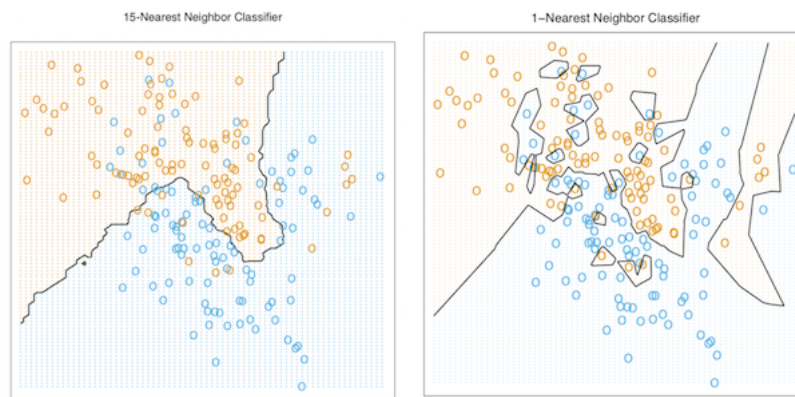 15-Nearest Neighbor Classifier
1−Nearest Neighbor Classifier